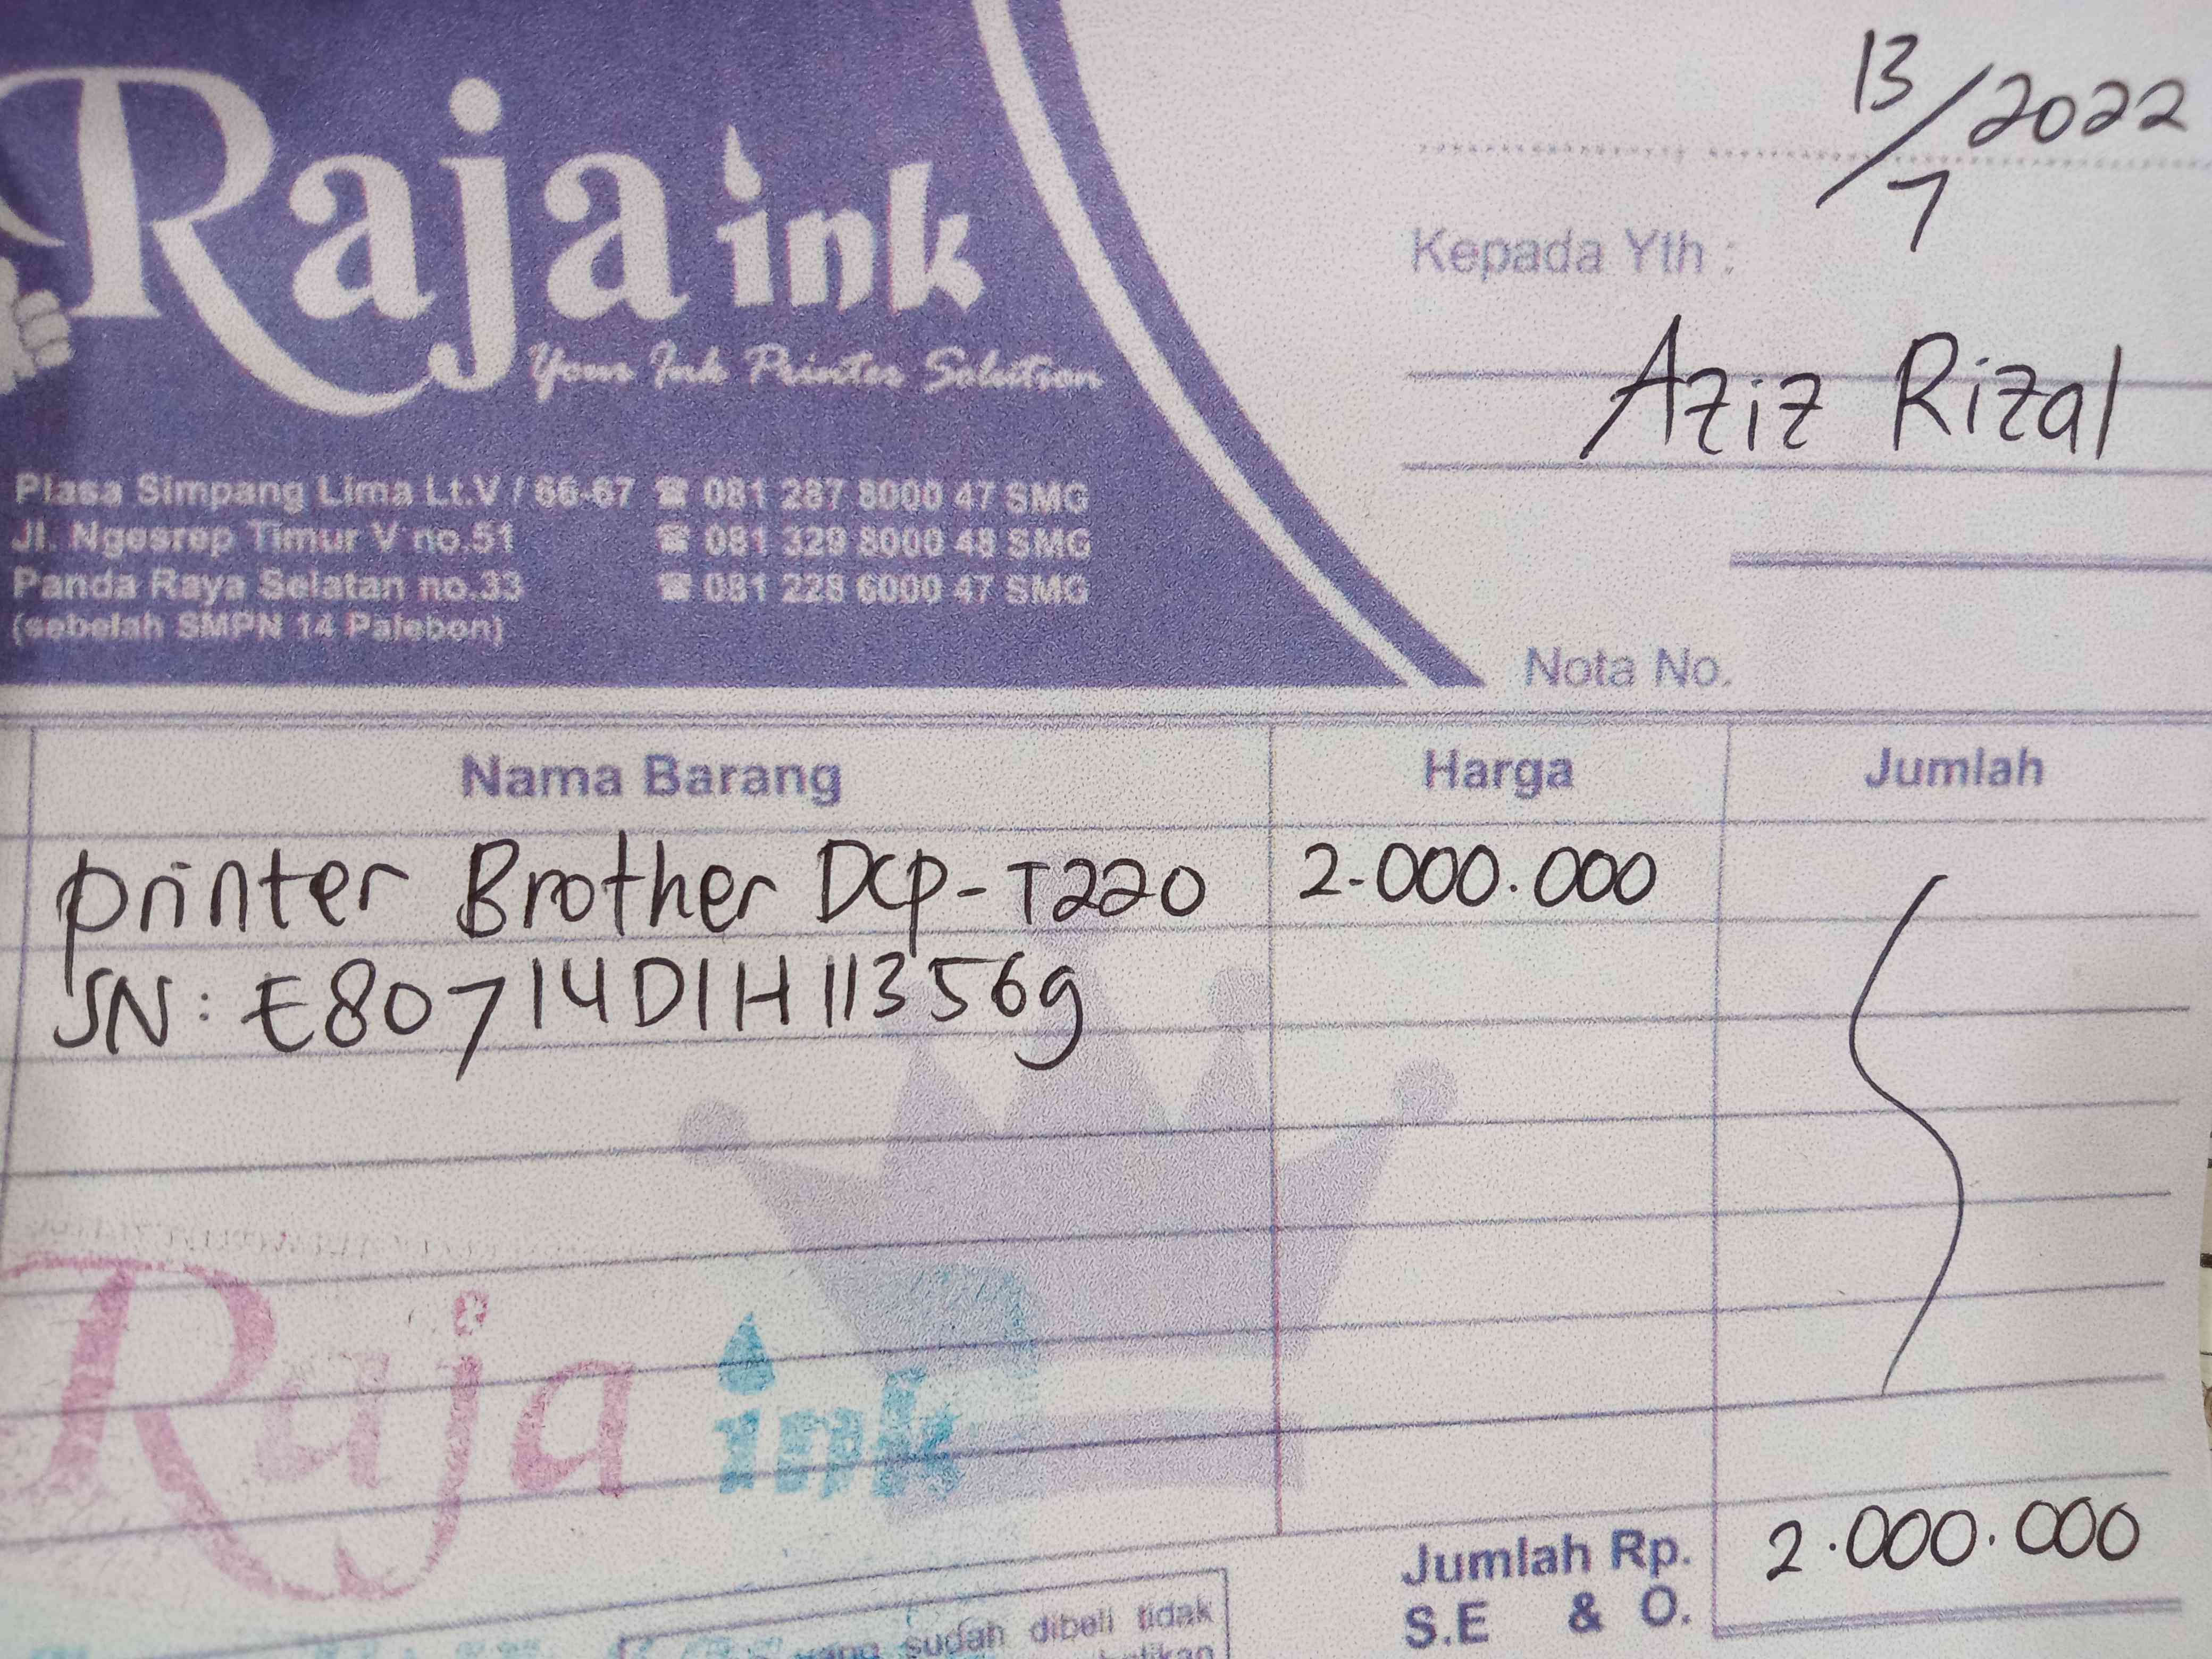 Raja ink
Your Ink Printer Solution
Plasa Simpang Lima Lt.V / 66-67 ☎ 081 287 8000 47 SMG
Jl. Ngesrep Timur V no.51 ☎ 081 329 8000 48 SMG
Panda Raya Selatan no.33 ☎ 081 228 6000 47 SMG
(sebelah SMPN 14 Palebon)
13/7/2022
Kepada Yth :
Aziz Rizal
Nota No.
Nama Barang Harga Jumlah
printer Brother Dcp-T220 2.000.000
SN: E80714D1H113569
Raja ink
Jumlah Rp. 2.000.000
S.E & O.
yang sudah dibeli tidak